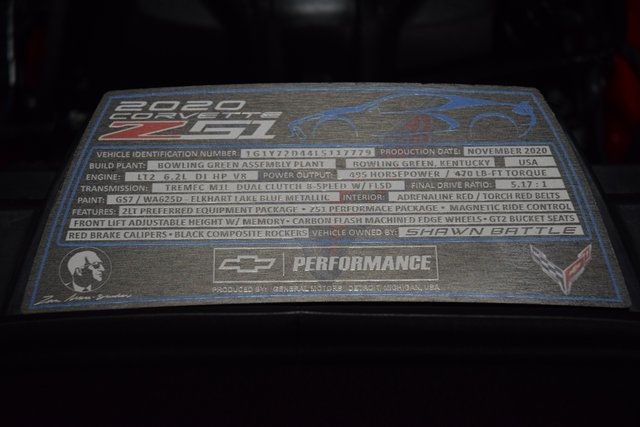 2020
CORVETTE
Z51
VEHICLE IDENTIFICATION NUMBER: 1G1Y72D44L5117779 PRODUCTION DATE: NOVEMBER 2020
BUILD PLANT: BOWLING GREEN ASSEMBLY PLANT BOWLING GREEN, KENTUCKY USA
ENGINE: LT2 6.2L DI HP V8 POWER OUTPUT: 495 HORSEPOWER / 470 LB-FT TORQUE
TRANSMISSION: TREMEC M1L DUAL CLUTCH 8-SPEED W/ELSD FINAL DRIVE RATIO: 5.17 : 1
PAINT: GS7 / WA625D - ELKHART LAKE BLUE METALLIC INTERIOR: ADRENALINE RED / TORCH RED BELTS
FEATURES: 2LT PREFERRED EQUIPMENT PACKAGE • Z51 PERFORMACE PACKAGE • MAGNETIC RIDE CONTROL
FRONT LIFT ADJUSTABLE HEIGHT W/ MEMORY • CARBON FLASH MACHINED EDGE WHEELS • GT2 BUCKET SEATS
RED BRAKE CALIPERS • BLACK COMPOSITE ROCKERS VEHICLE OWNED BY: SHAWN BATTLE
PERFORMANCE
PRODUCED BY: GENERAL MOTORS DETROIT, MICHIGAN, USA